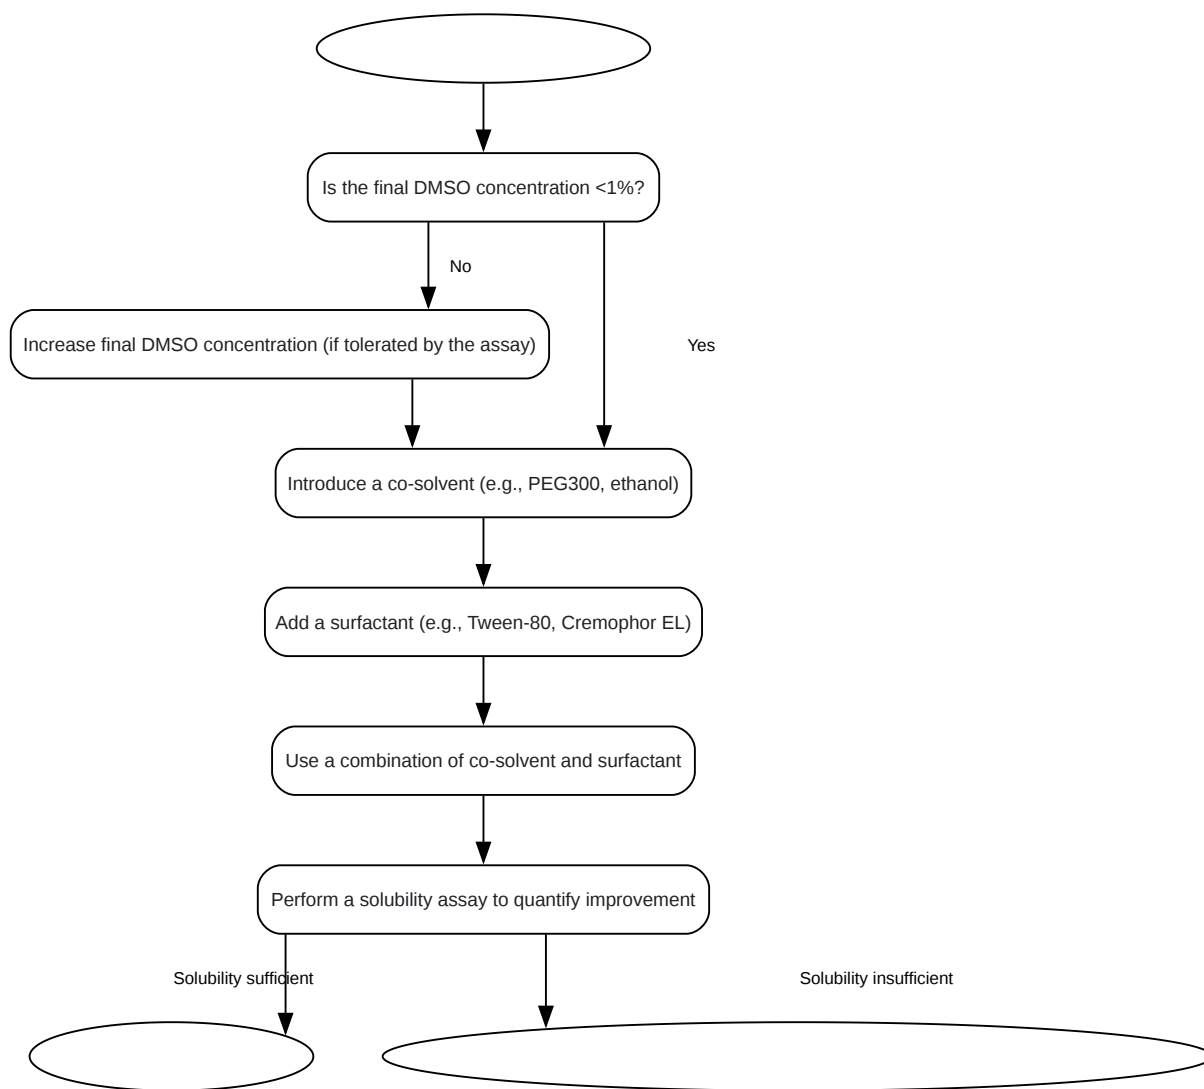 Is the final DMSO concentration <1%?
No
Increase final DMSO concentration (if tolerated by the assay)
Yes
Introduce a co-solvent (e.g., PEG300, ethanol)
Add a surfactant (e.g., Tween-80, Cremophor EL)
Use a combination of co-solvent and surfactant
Perform a solubility assay to quantify improvement
Solubility sufficient
Solubility insufficient